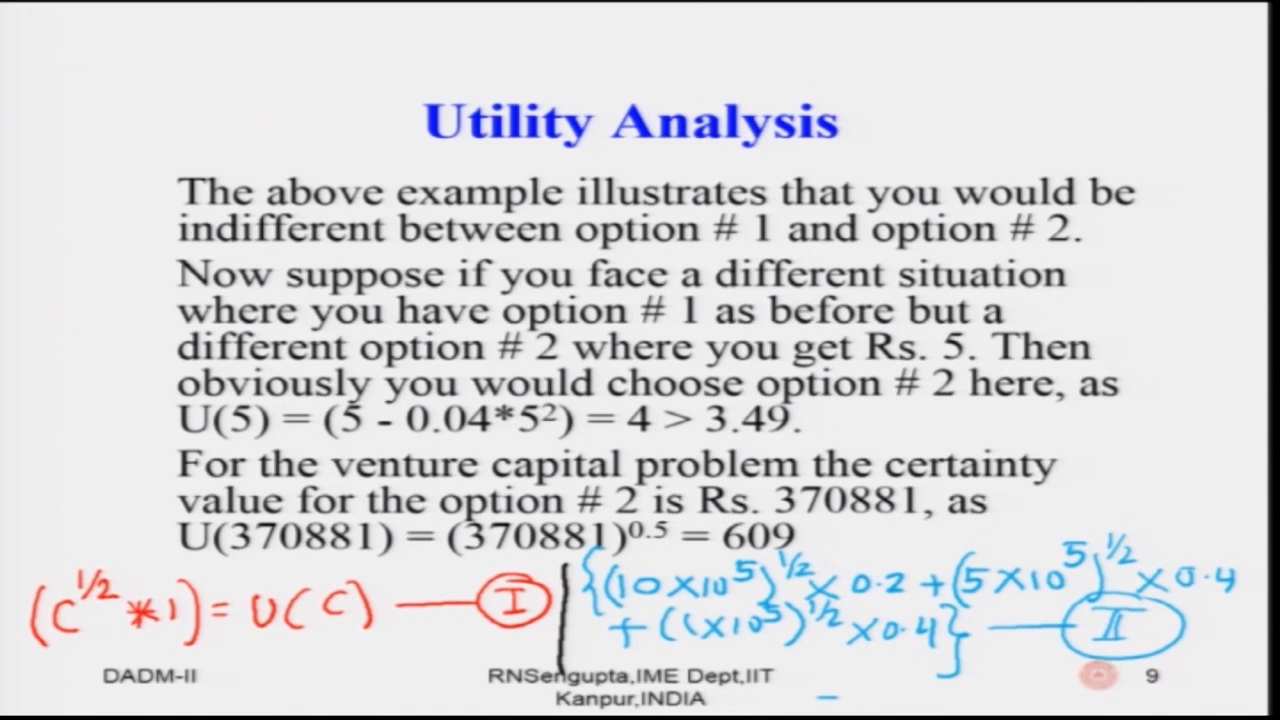 Utility Analysis
The above example illustrates that you would be
indifferent between option # 1 and option # 2.
Now suppose if you face a different situation
where you have option # 1 as before but a
different option # 2 where you get Rs. 5. Then
obviously you would choose option # 2 here, as
U(5) = (5 - 0.04*5²) = 4 > 3.49.
For the venture capital problem the certainty
value for the option # 2 is Rs. 370881, as
U(370881) = (370881)^0.5 = 609
(C^1/2 * 1) = U(C) — I
{(10×10^5)^1/2 × 0.2 + (5×10^5)^1/2 × 0.4
+ (1×10^5)^1/2 × 0.4} — II
DADM-II
RNSengupta,IME Dept,IIT
Kanpur,INDIA
9